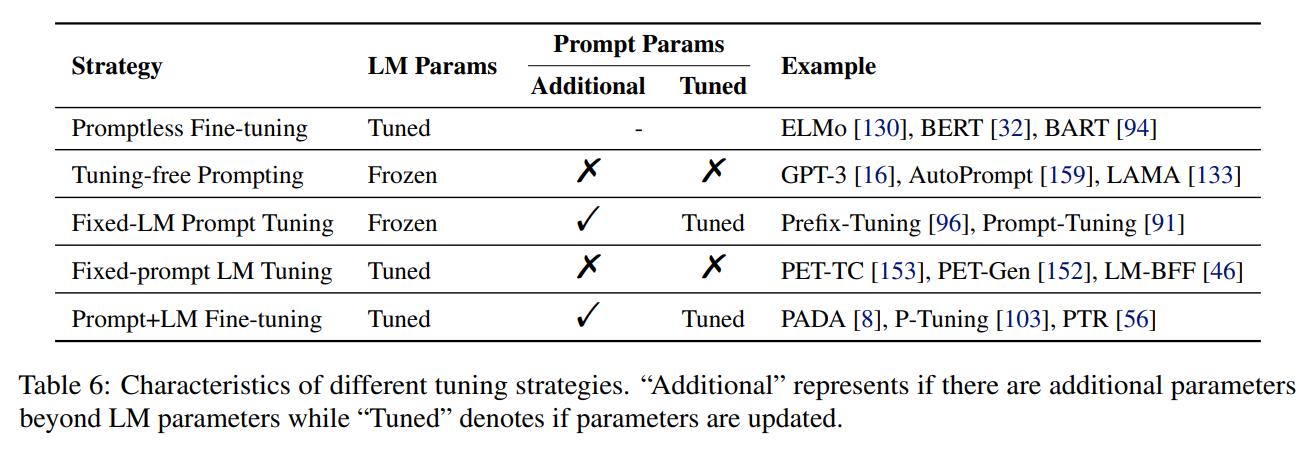 Strategy LM Params Prompt Params Example
Additional Tuned
Promptless Fine-tuning Tuned - ELMo [130], BERT [32], BART [94]
Tuning-free Prompting Frozen ✗ ✗ GPT-3 [16], AutoPrompt [159], LAMA [133]
Fixed-LM Prompt Tuning Frozen ✓ Tuned Prefix-Tuning [96], Prompt-Tuning [91]
Fixed-prompt LM Tuning Tuned ✗ ✗ PET-TC [153], PET-Gen [152], LM-BFF [46]
Prompt+LM Fine-tuning Tuned ✓ Tuned PADA [8], P-Tuning [103], PTR [56]
Table 6: Characteristics of different tuning strategies. “Additional” represents if there are additional parameters
beyond LM parameters while “Tuned” denotes if parameters are updated.